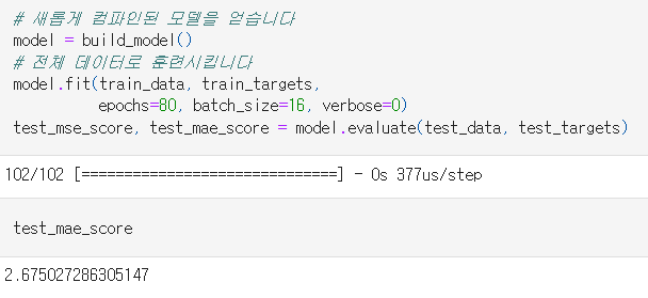 # 새롭게 컴파인된 모델을 얻습니다
model = build_model()
# 전체 데이터로 훈련시킵니다
model.fit(train_data, train_targets,
epochs=80, batch_size=16, verbose=0)
test_mse_score, test_mae_score = model.evaluate(test_data, test_targets)
102/102 [==============================] - 0s 377us/step
test_mae_score
2.675027286305147